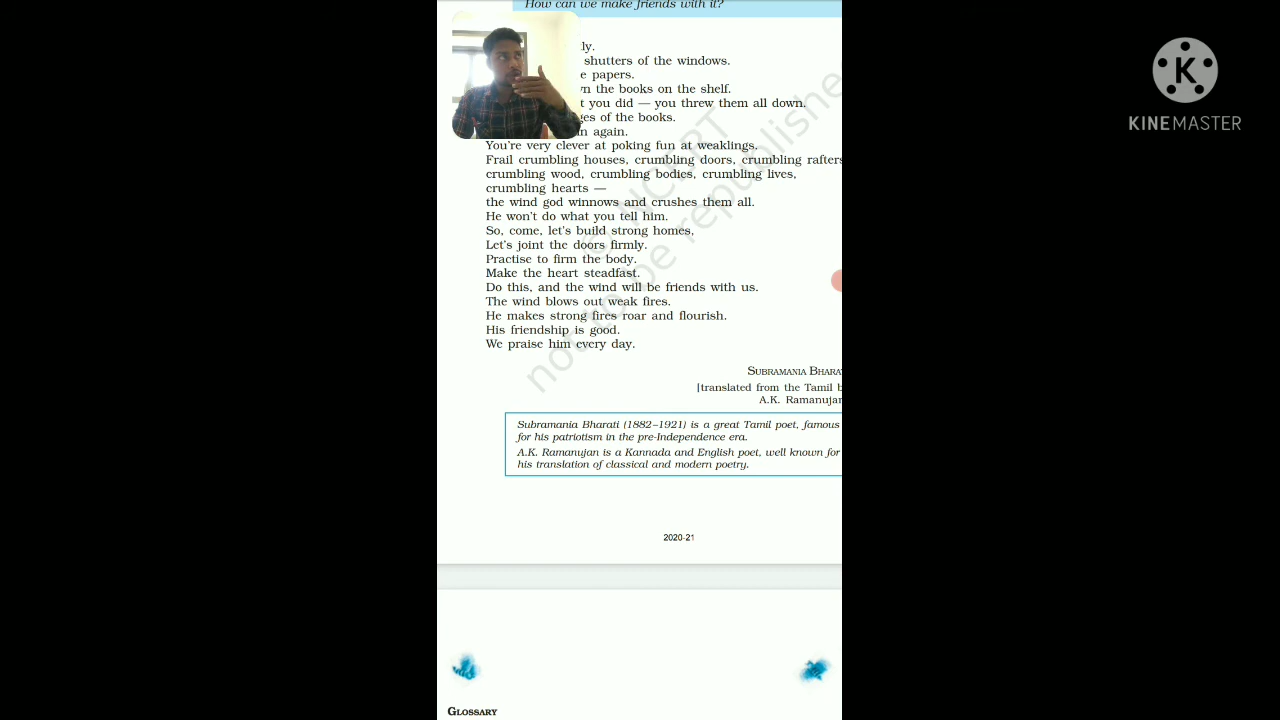 How can we make friends with it?
ly.
shutters of the windows.
e papers.
n the books on the shelf.
t you did — you threw them all down.
ges of the books.
n again.
You're very clever at poking fun at weaklings.
Frail crumbling houses, crumbling doors, crumbling rafters
crumbling wood, crumbling bodies, crumbling lives,
crumbling hearts —
the wind god winnows and crushes them all.
He won't do what you tell him.
So, come, let's build strong homes,
Let's joint the doors firmly.
Practise to firm the body.
Make the heart steadfast.
Do this, and the wind will be friends with us.
The wind blows out weak fires.
He makes strong fires roar and flourish.
His friendship is good.
We praise him every day.
SUBRAMANIA BHARA
[translated from the Tamil b
A.K. Ramanujan
Subramania Bharati (1882–1921) is a great Tamil poet, famous
for his patriotism in the pre-Independence era.
A.K. Ramanujan is a Kannada and English poet, well known for
his translation of classical and modern poetry.
2020-21
GLOSSARY
NCERT
not to be republishe
K
KINEMASTER